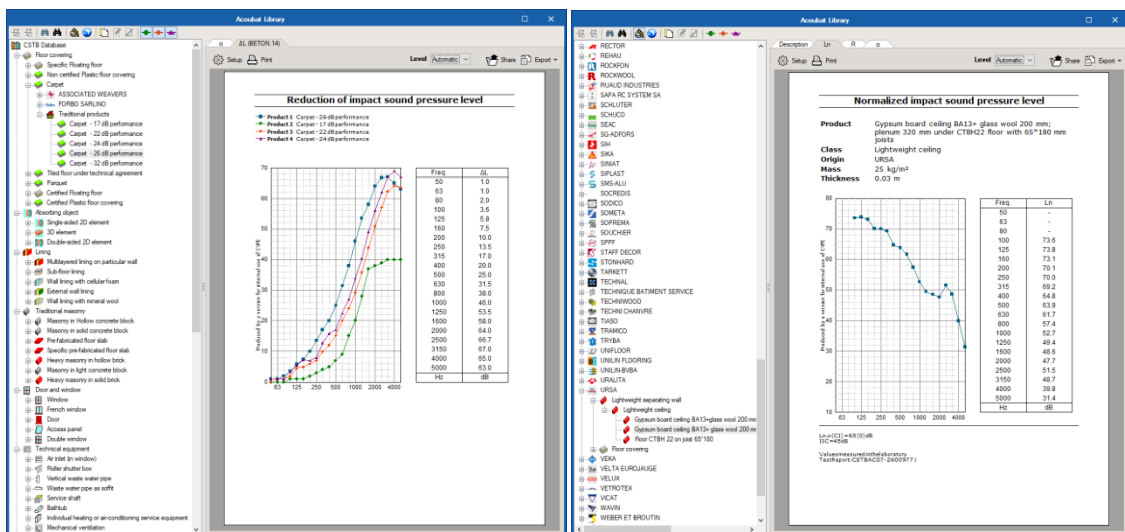 Acoubat Library
CSTB Database
Floor covering
Specific Floating floor
Non certified Plastic floor covering
Carpet
ASSOCIATED WEAVERS
FORBO SARLINO
Traditional products
Carpet - 17 dB performance
Carpet - 22 dB performance
Carpet - 24 dB performance
Carpet - 26 dB performance
Carpet - 32 dB performance
Tiled floor under technical agreement
Parquet
Certified Floating floor
Certified Plastic floor covering
Absorbing object
Single-sided 2D element
3D element
Double-sided 2D element
Lining
Multilayered lining on particular wall
Sub-floor lining
Wall lining with cellular foam
External wall lining
Wall lining with mineral wool
Traditional masonry
Masonry in Hollow concrete block
Masonry in solid concrete block
Pre-fabricated floor slab
Specific pre-fabricated floor slab
Heavy masonry in hollow brick
Masonry in light concrete block
Heavy masonry in solid brick
Door and window
Window
French window
Door
Access panel
Double window
Technical equipment
Air inlet (in window)
Roller shutter box
Vertical waste water pipe
Waste water pipe as soffit
Service shaft
Bathtub
Individual heating or air-conditioning service equipment
Mechanical ventilation
α ΔL (BETON.14)
Setup Print Level Automatic Share Export
Reduction of impact sound pressure level
Product 1 Carpet - 26 dB performance
Product 2 Carpet - 17 dB performance
Product 3 Carpet - 22 dB performance
Product 4 Carpet - 24 dB performance
Produced by a version for internal use of CYPE
70
60
50
40
30
20
10
0
63 125 250 500 1000 2000 4000
Freq. ΔL
50 1.0
63 1.0
80 2.0
100 3.6
125 5.8
160 7.5
200 10.0
250 13.5
315 17.0
400 20.0
500 25.0
630 31.5
800 38.0
1000 46.0
1250 53.5
1600 58.0
2000 64.0
2500 66.7
3150 67.0
4000 65.0
5000 63.0
Hz dB
Acoubat Library
RECTOR
REHAU
ROCKFON
ROCKWOOL
RUAUD INDUSTRIES
SAPA RC SYSTEM SA
SCHLUTER
SCHUCO
SEAC
SG-ADFORS
SIH
SIKA
SINIAT
SIPLAST
SMS-ALU
SOCREDIS
SODICO
SOMETA
SOPREMA
SOUCHIER
SPPF
STAFF DECOR
STONHARD
TARKETT
TECHNAL
TECHNIQUE BATIMENT SERVICE
TECHNIWOOD
TECHNI CHANVRE
TIASO
TRAMICO
TRYBA
UNIFLOOR
UNILIN FLOORING
UNILIN-BVBA
URALITA
URSA
Lightweight separating wall
Lightweight ceiling
Gypsum board ceiling BA13+glass wool 200 mm
Gypsum board ceiling BA13+ glass wool 200 mm
Floor CTBH 22 on joist 65*180
Floor covering
VEKA
VELTA EUROJAUGE
VELUX
VETROTEX
VICAT
WAVIN
WEBER ET BROUTIN
Description Ln R α
Setup Print Level Automatic Share Export
Normalized impact sound pressure level
Product Gypsum board ceiling BA13+ glass wool 200 mm;
plenum 320 mm under CTBH22 floor with 65*180 mm
joists
Class Lightweight ceiling
Origin URSA
Mass 25 kg/m²
Thickness 0.03 m
Produced by a version for internal use of CYPE
80
70
60
50
40
30
20
10
63 125 250 500 1000 2000 4000
Freq. Ln
50 -
63 -
80 -
100 73.6
125 73.8
160 73.1
200 70.1
250 70.0
315 69.2
400 64.8
500 63.9
630 61.7
800 57.4
1000 52.7
1250 49.4
1600 48.5
2000 47.7
2500 51.5
3150 48.7
4000 39.8
5000 31.4
Hz dB
Ln,w(CI)=65(0)dB
IIC=45dB
Valuesmeasuredinthelaboratory
TestReport:CSTBAC07-2600977.1